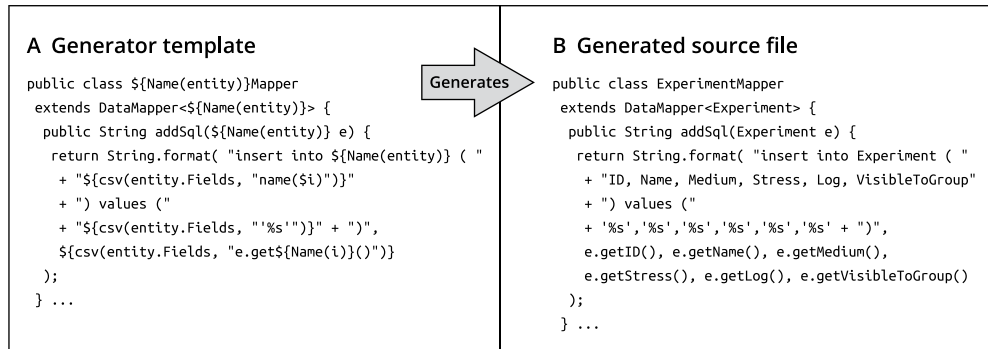 A Generator template
public class ${Name(entity)}Mapper
extends DataMapper<${Name(entity)}> {
public String addSql(${Name(entity)} e) {
return String.format( "insert into ${Name(entity)} ( "
+ "${csv(entity.Fields, "name($i)")}"
+ ") values ("
+ "${csv(entity.Fields, "'%s'")}" + ")",
${csv(entity.Fields, "e.get${Name(i)}()")}
);
} ...
Generates
B Generated source file
public class ExperimentMapper
extends DataMapper<Experiment> {
public String addSql(Experiment e) {
return String.format( "insert into Experiment ( "
+ "ID, Name, Medium, Stress, Log, VisibleToGroup"
+ ") values ("
+ '%s','%s','%s','%s','%s','%s' + ")",
e.getID(), e.getName(), e.getMedium(),
e.getStress(), e.getLog(), e.getVisibleToGroup()
);
} ...